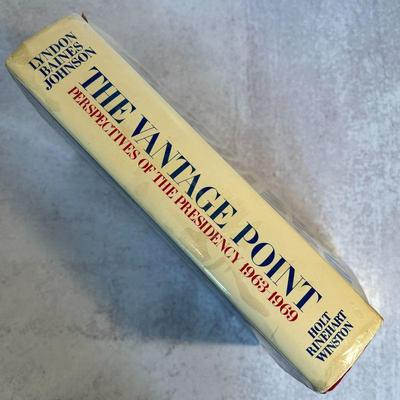 LYNDON
BAINES
JOHNSON
THE VANTAGE POINT
PERSPECTIVES OF THE PRESIDENCY 1963-1969
HOLT
RINEHART
WINSTON